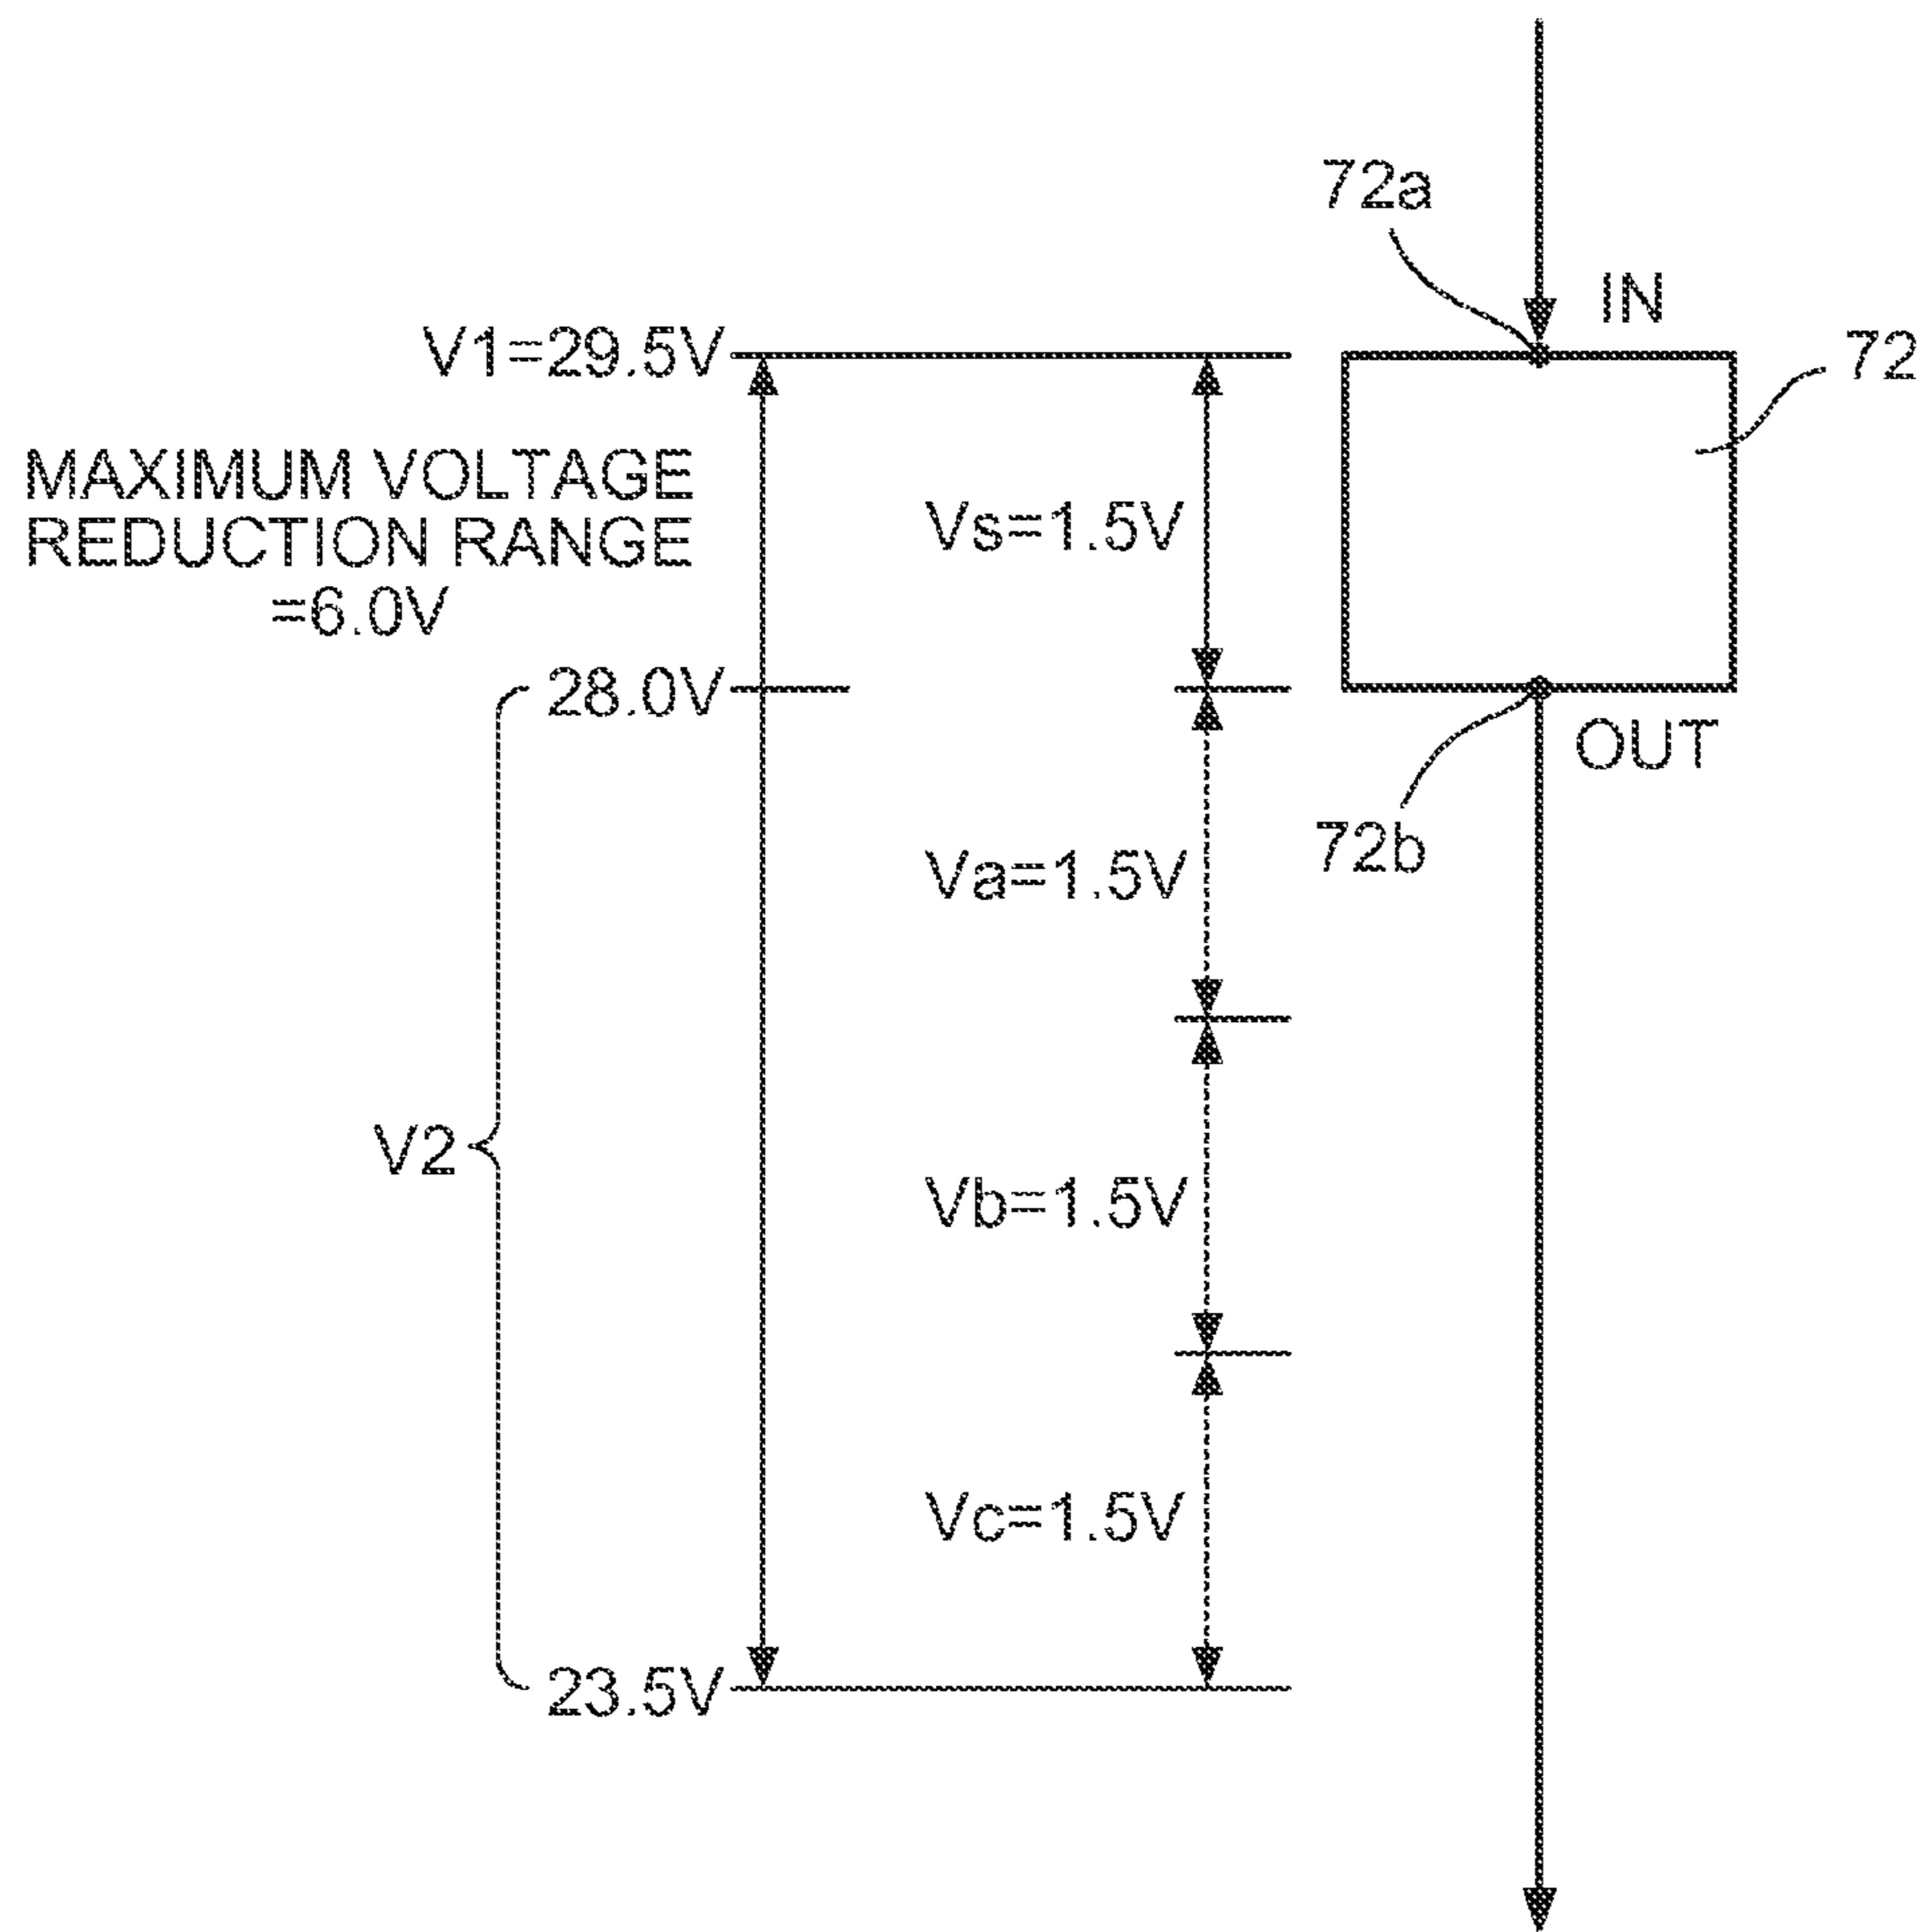 72a
IN
V1=29.5V
72
MAXIMUM VOLTAGE
REDUCTION RANGE
=6.0V
Vs=1.5V
28.0V
OUT
72b
Va=1.5V
V2
Vb=1.5V
Vc=1.5V
23.5V